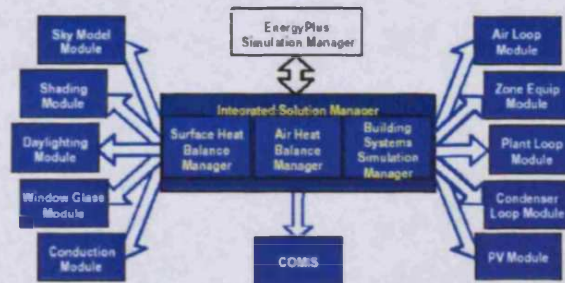 EnergyPlus
Simulation Manager
Sky Model
Module
Shading
Module
Daylighting
Module
Window Glass
Module
Conduction
Module
Integrated Solution Manager
Surface Heat
Balance
Manager
Air Heat
Balance
Manager
Building
Systems
Simulation
Manager
COMIS
Air Loop
Module
Zone Equip
Module
Plant Loop
Module
Condenser
Loop Module
PV Module